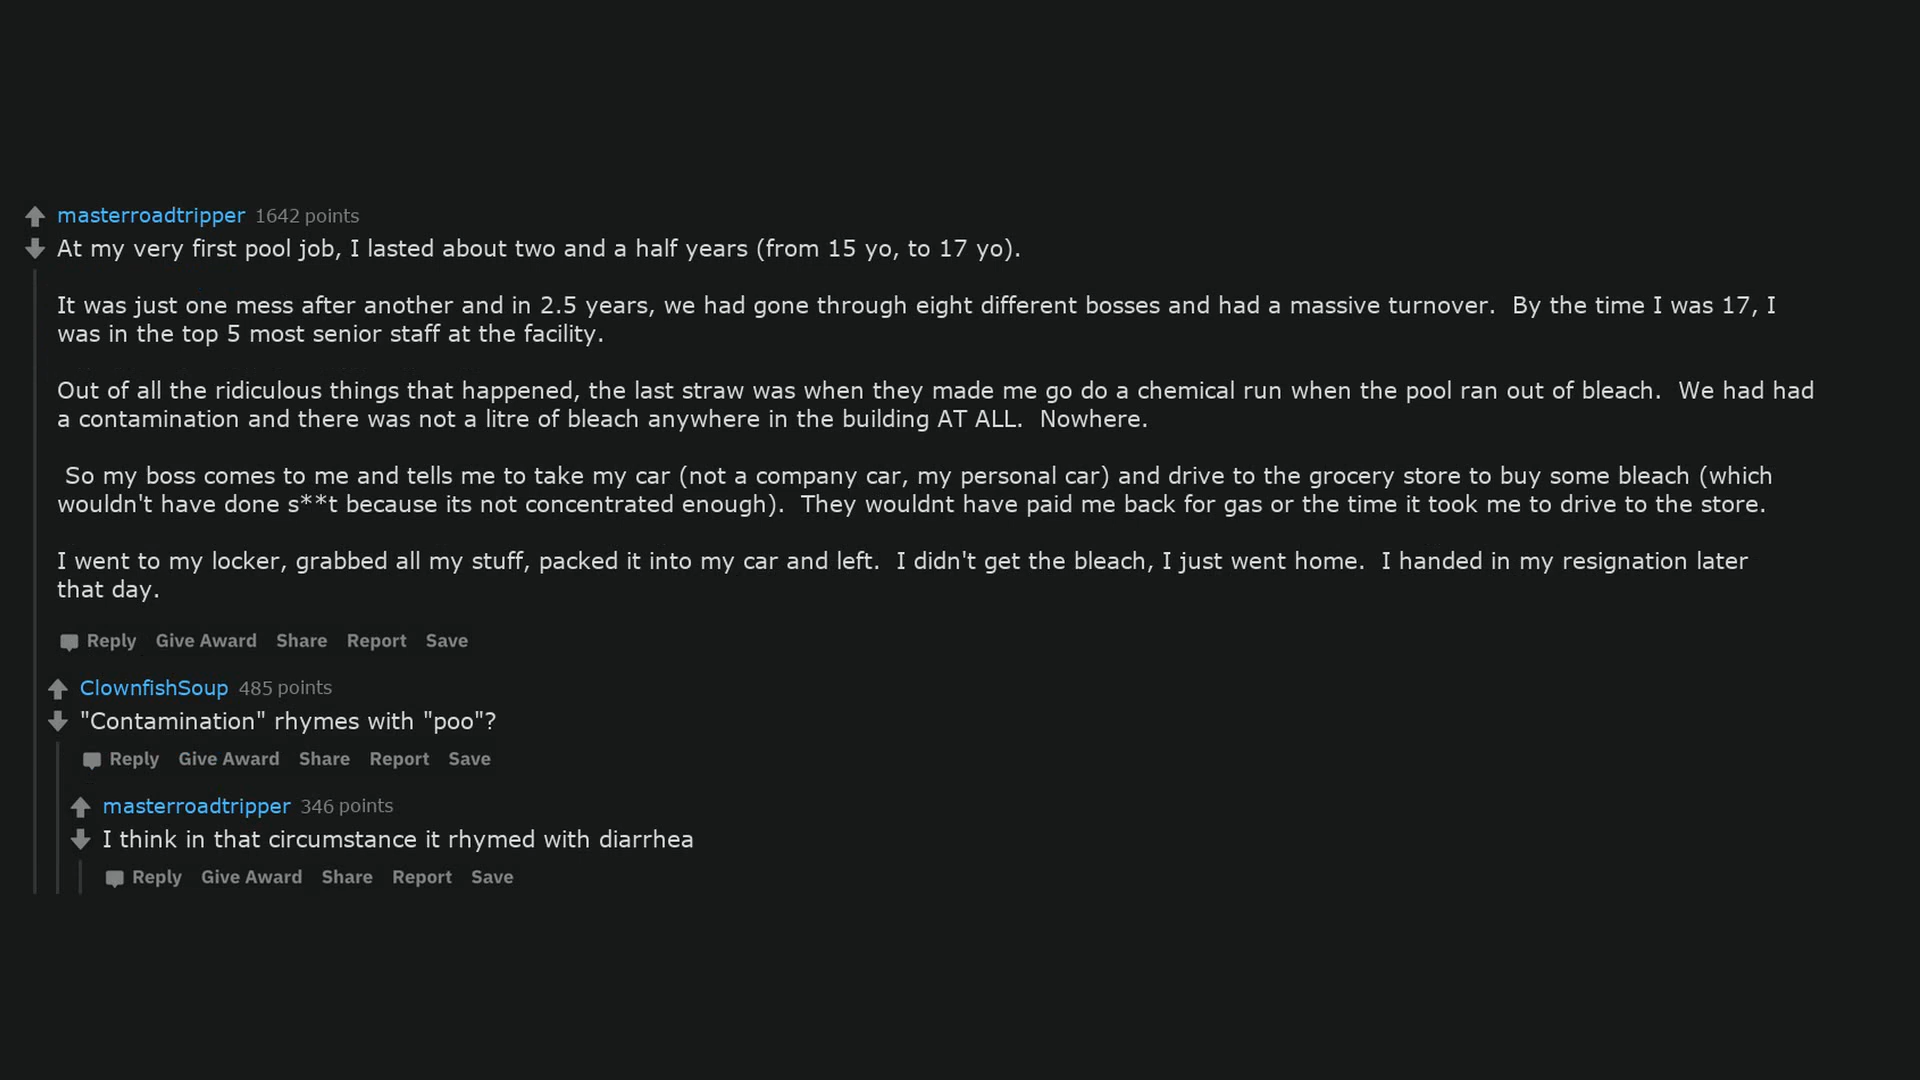 masterroadtripper 1642 points
At my very first pool job, I lasted about two and a half years (from 15 yo, to 17 yo).
It was just one mess after another and in 2.5 years, we had gone through eight different bosses and had a massive turnover.  By the time I was 17, I
was in the top 5 most senior staff at the facility.
Out of all the ridiculous things that happened, the last straw was when they made me go do a chemical run when the pool ran out of bleach.  We had had
a contamination and there was not a litre of bleach anywhere in the building AT ALL.  Nowhere.
So my boss comes to me and tells me to take my car (not a company car, my personal car) and drive to the grocery store to buy some bleach (which
wouldn't have done s**t because its not concentrated enough).  They wouldnt have paid me back for gas or the time it took me to drive to the store.
I went to my locker, grabbed all my stuff, packed it into my car and left.  I didn't get the bleach, I just went home.  I handed in my resignation later
that day.
Reply Give Award Share Report Save
ClownfishSoup 485 points
"Contamination" rhymes with "poo"?
Reply Give Award Share Report Save
masterroadtripper 346 points
I think in that circumstance it rhymed with diarrhea
Reply Give Award Share Report Save